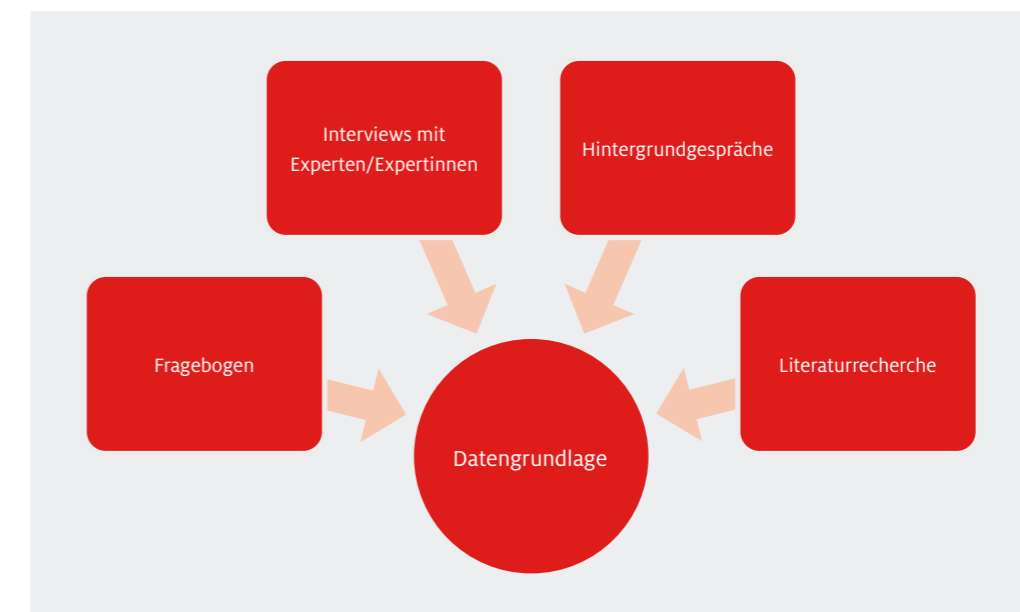 Interviews mit
Experten/Expertinnen
Hintergrundgespräche
Fragebogen
Literaturrecherche
Datengrundlage